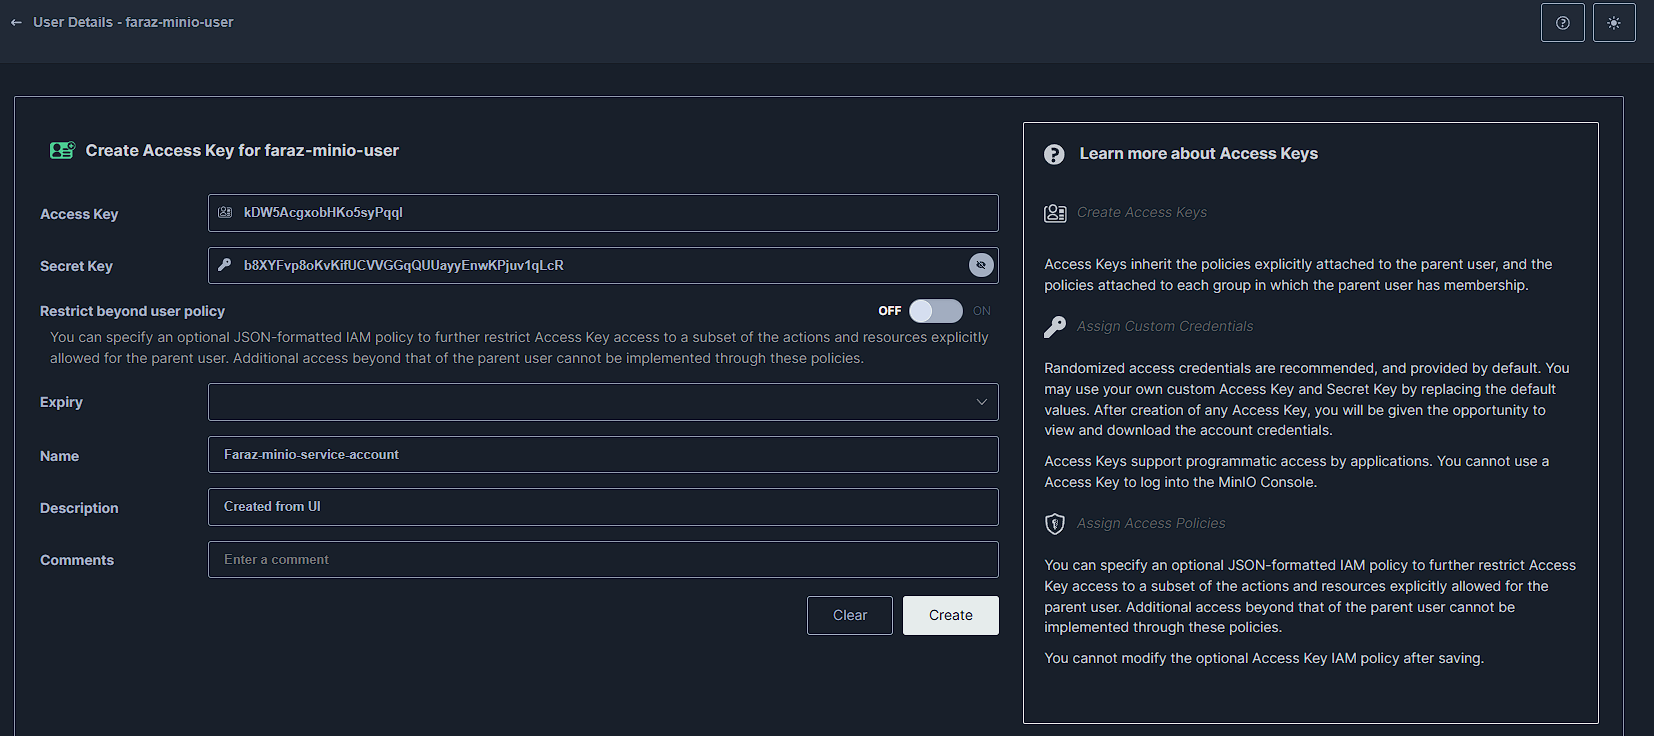 User Details - faraz-minio-user
Create Access Key for faraz-minio-user
Access Key
kDW5AcgxobHKo5syPqql
Secret Key
b8XYFvp8oKvKifUCVVGGqQUUayyEnwKPjuv1qLcR
Restrict beyond user policy
OFF
ON
You can specify an optional JSON-formatted IAM policy to further restrict Access Key access to a subset of the actions and resources explicitly
allowed for the parent user. Additional access beyond that of the parent user cannot be implemented through these policies.
Expiry
Name
Faraz-minio-service-account
Description
Created from UI
Comments
Enter a comment
Clear
Create
Learn more about Access Keys
Create Access Keys
Access Keys inherit the policies explicitly attached to the parent user, and the
policies attached to each group in which the parent user has membership.
Assign Custom Credentials
Randomized access credentials are recommended, and provided by default. You
may use your own custom Access Key and Secret Key by replacing the default
values. After creation of any Access Key, you will be given the opportunity to
view and download the account credentials.
Access Keys support programmatic access by applications. You cannot use a
Access Key to log into the MinIO Console.
Assign Access Policies
You can specify an optional JSON-formatted IAM policy to further restrict Access
Key access to a subset of the actions and resources explicitly allowed for the
parent user. Additional access beyond that of the parent user cannot be
implemented through these policies.
You cannot modify the optional Access Key IAM policy after saving.